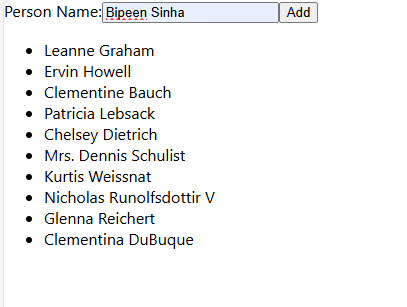 Person Name: Bipeen Sinha Add
Leanne Graham
Ervin Howell
Clementine Bauch
Patricia Lebsack
Chelsey Dietrich
Mrs. Dennis Schulist
Kurtis Weissnat
Nicholas Runolfsdottir V
Glenna Reichert
Clementina DuBuque